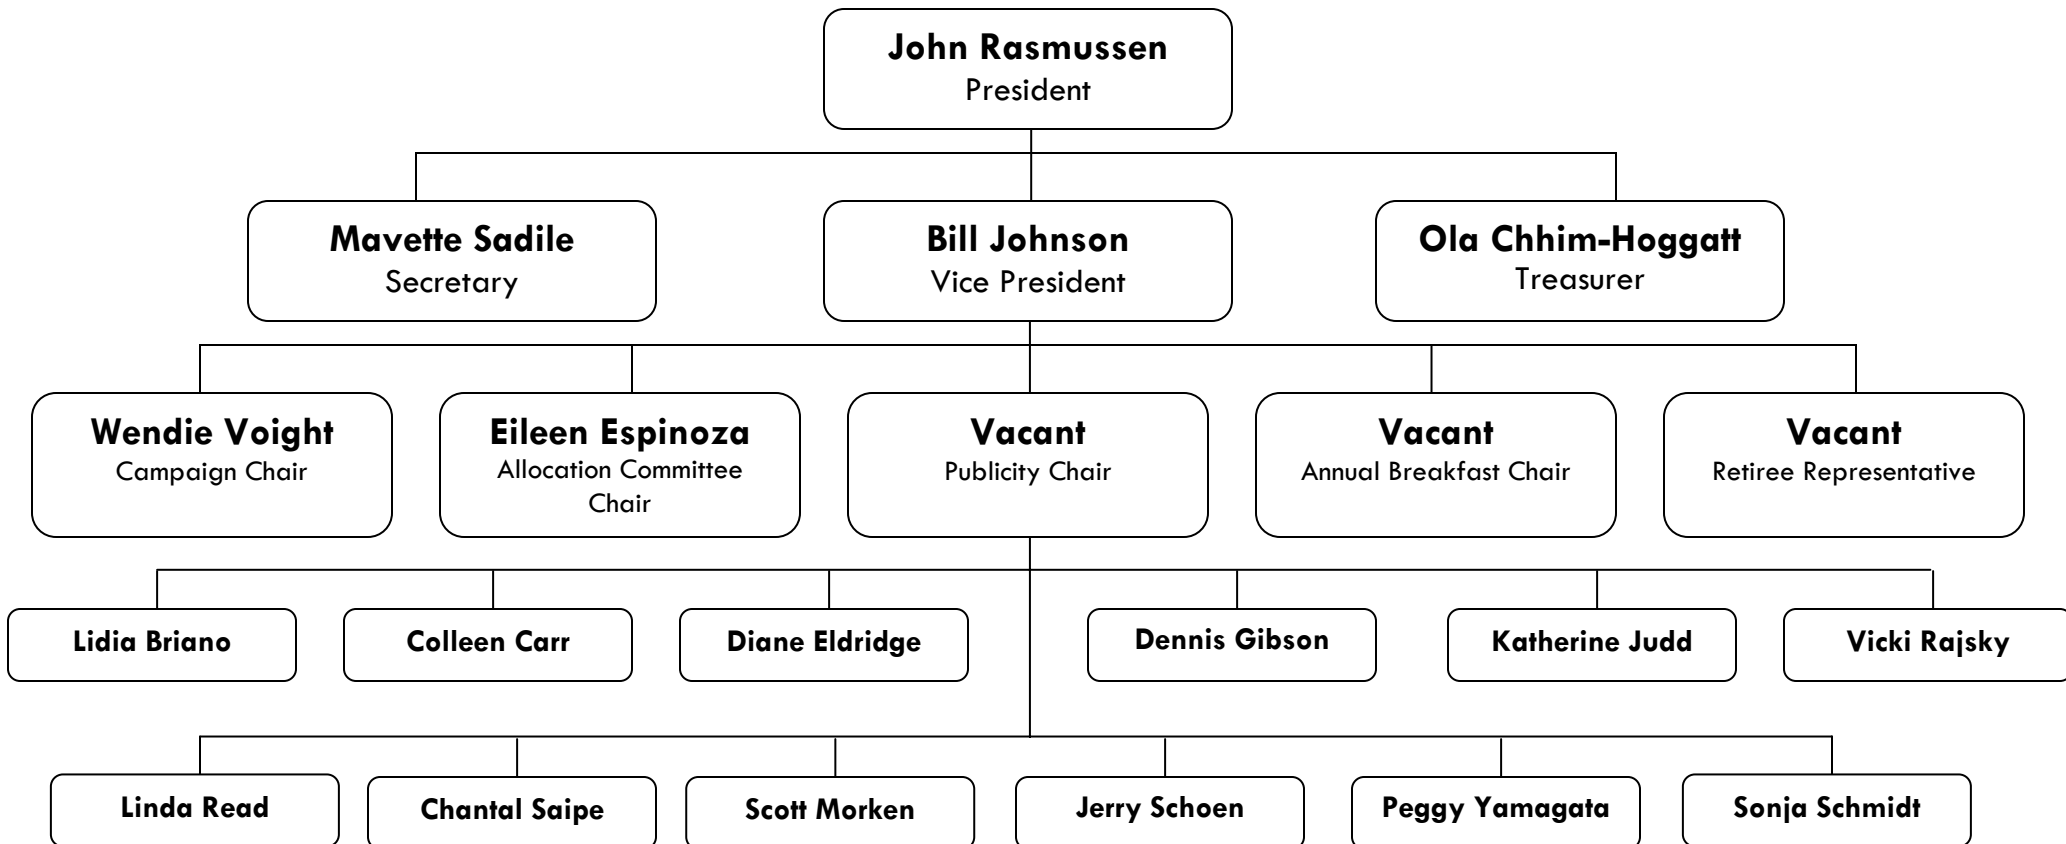 John Rasmussen
President
Mavette Sadile
Secretary
Bill Johnson
Vice President
Ola Chhim-Hoggatt
Treasurer
Wendie Voight
Campaign Chair
Eileen Espinoza
Allocation Committee
Chair
Vacant
Publicity Chair
Vacant
Annual Breakfast Chair
Vacant
Retiree Representative
Lidia Briano
Colleen Carr
Diane Eldridge
Dennis Gibson
Katherine Judd
Vicki Rajsky
Linda Read
Chantal Saipe
Scott Morken
Jerry Schoen
Peggy Yamagata
Sonja Schmidt